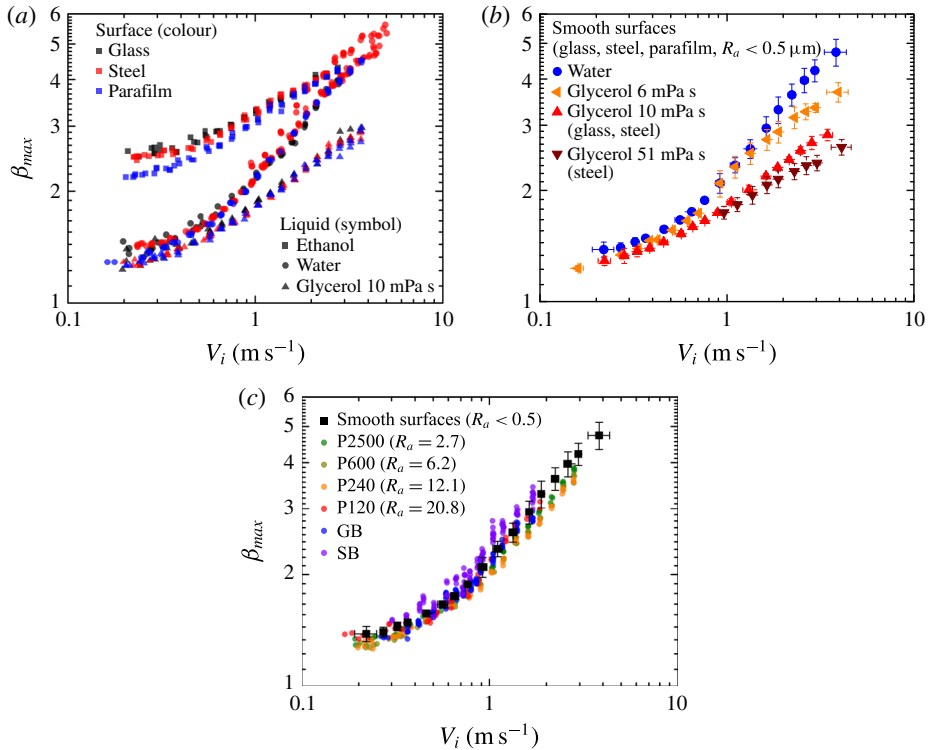 (a)
Surface (colour)
Glass
Steel
Parafilm
Liquid (symbol)
Ethanol
Water
Glycerol 10 mPa s
6
5
4
3
2
1
β_max
0.1
1
10
V_i (m s⁻¹)
(b)
Smooth surfaces
(glass, steel, parafilm, R_a < 0.5 μm)
Water
Glycerol 6 mPa s
Glycerol 10 mPa s
(glass, steel)
Glycerol 51 mPa s
(steel)
6
5
4
3
2
1
0.1
1
10
V_i (m s⁻¹)
(c)
Smooth surfaces (R_a < 0.5)
P2500 (R_a = 2.7)
P600 (R_a = 6.2)
P240 (R_a = 12.1)
P120 (R_a = 20.8)
GB
SB
6
5
4
3
2
1
β_max
0.1
1
10
V_i (m s⁻¹)